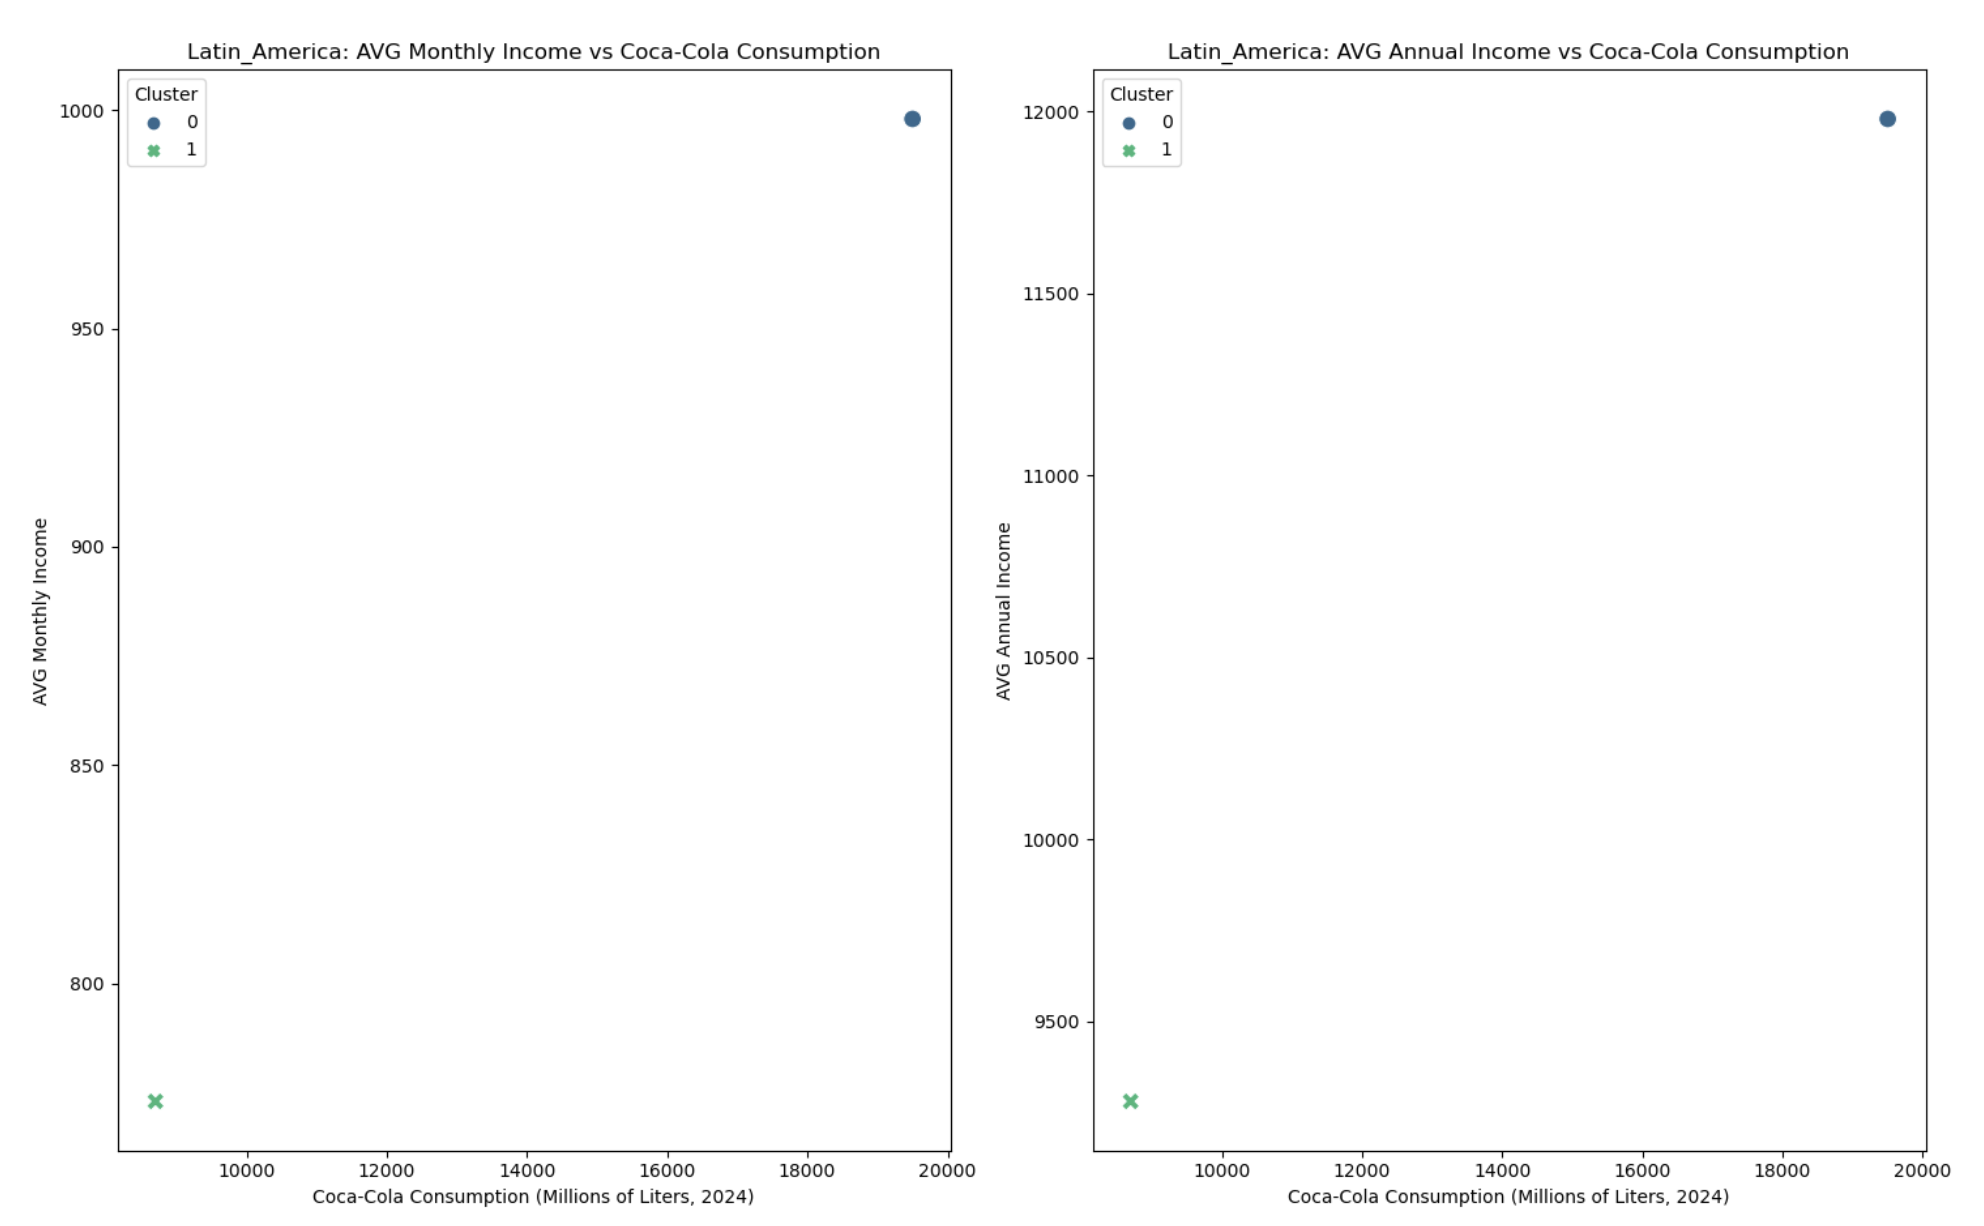 Latin_America: AVG Monthly Income vs Coca-Cola Consumption
Cluster
0
1
1000
950
900
850
800
AVG Monthly Income
10000 12000 14000 16000 18000 20000
Coca-Cola Consumption (Millions of Liters, 2024)
Latin_America: AVG Annual Income vs Coca-Cola Consumption
Cluster
0
1
12000
11500
11000
10500
10000
9500
AVG Annual Income
10000 12000 14000 16000 18000 20000
Coca-Cola Consumption (Millions of Liters, 2024)